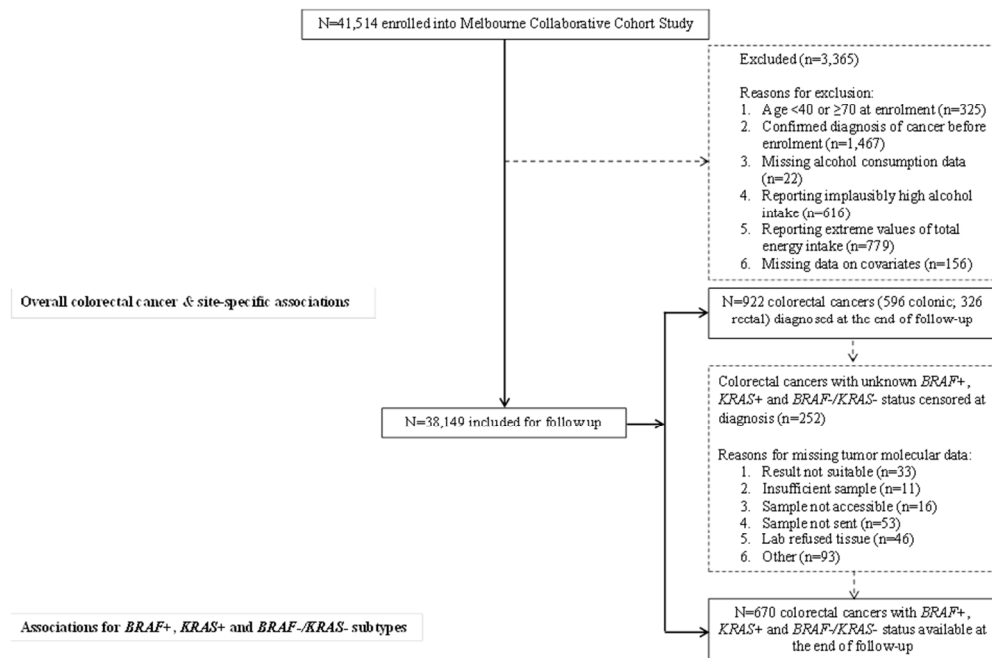 N=41,514 enrolled into Melbourne Collaborative Cohort Study
Excluded (n=3,365)
Reasons for exclusion:
1. Age <40 or ≥70 at enrolment (n=325)
2. Confirmed diagnosis of cancer before
enrolment (n=1,467)
3. Missing alcohol consumption data
(n=22)
4. Reporting implausibly high alcohol
intake (n=616)
5. Reporting extreme values of total
energy intake (n=779)
6. Missing data on covariates (n=156)
Overall colorectal cancer & site-specific associations
N=922 colorectal cancers (596 colonic; 326
rectal) diagnosed at the end of follow-up
Colorectal cancers with unknown BRAF+,
KRAS+ and BRAF-/KRAS- status censored at
diagnosis (n=252)
Reasons for missing tumor molecular data:
1. Result not suitable (n=33)
2. Insufficient sample (n=11)
3. Sample not accessible (n=16)
4. Sample not sent (n=53)
5. Lab refused tissue (n=46)
6. Other (n=93)
N=38,149 included for follow up
Associations for BRAF+, KRAS+ and BRAF-/KRAS- subtypes
N=670 colorectal cancers with BRAF+,
KRAS+ and BRAF-/KRAS- status available at
the end of follow-up